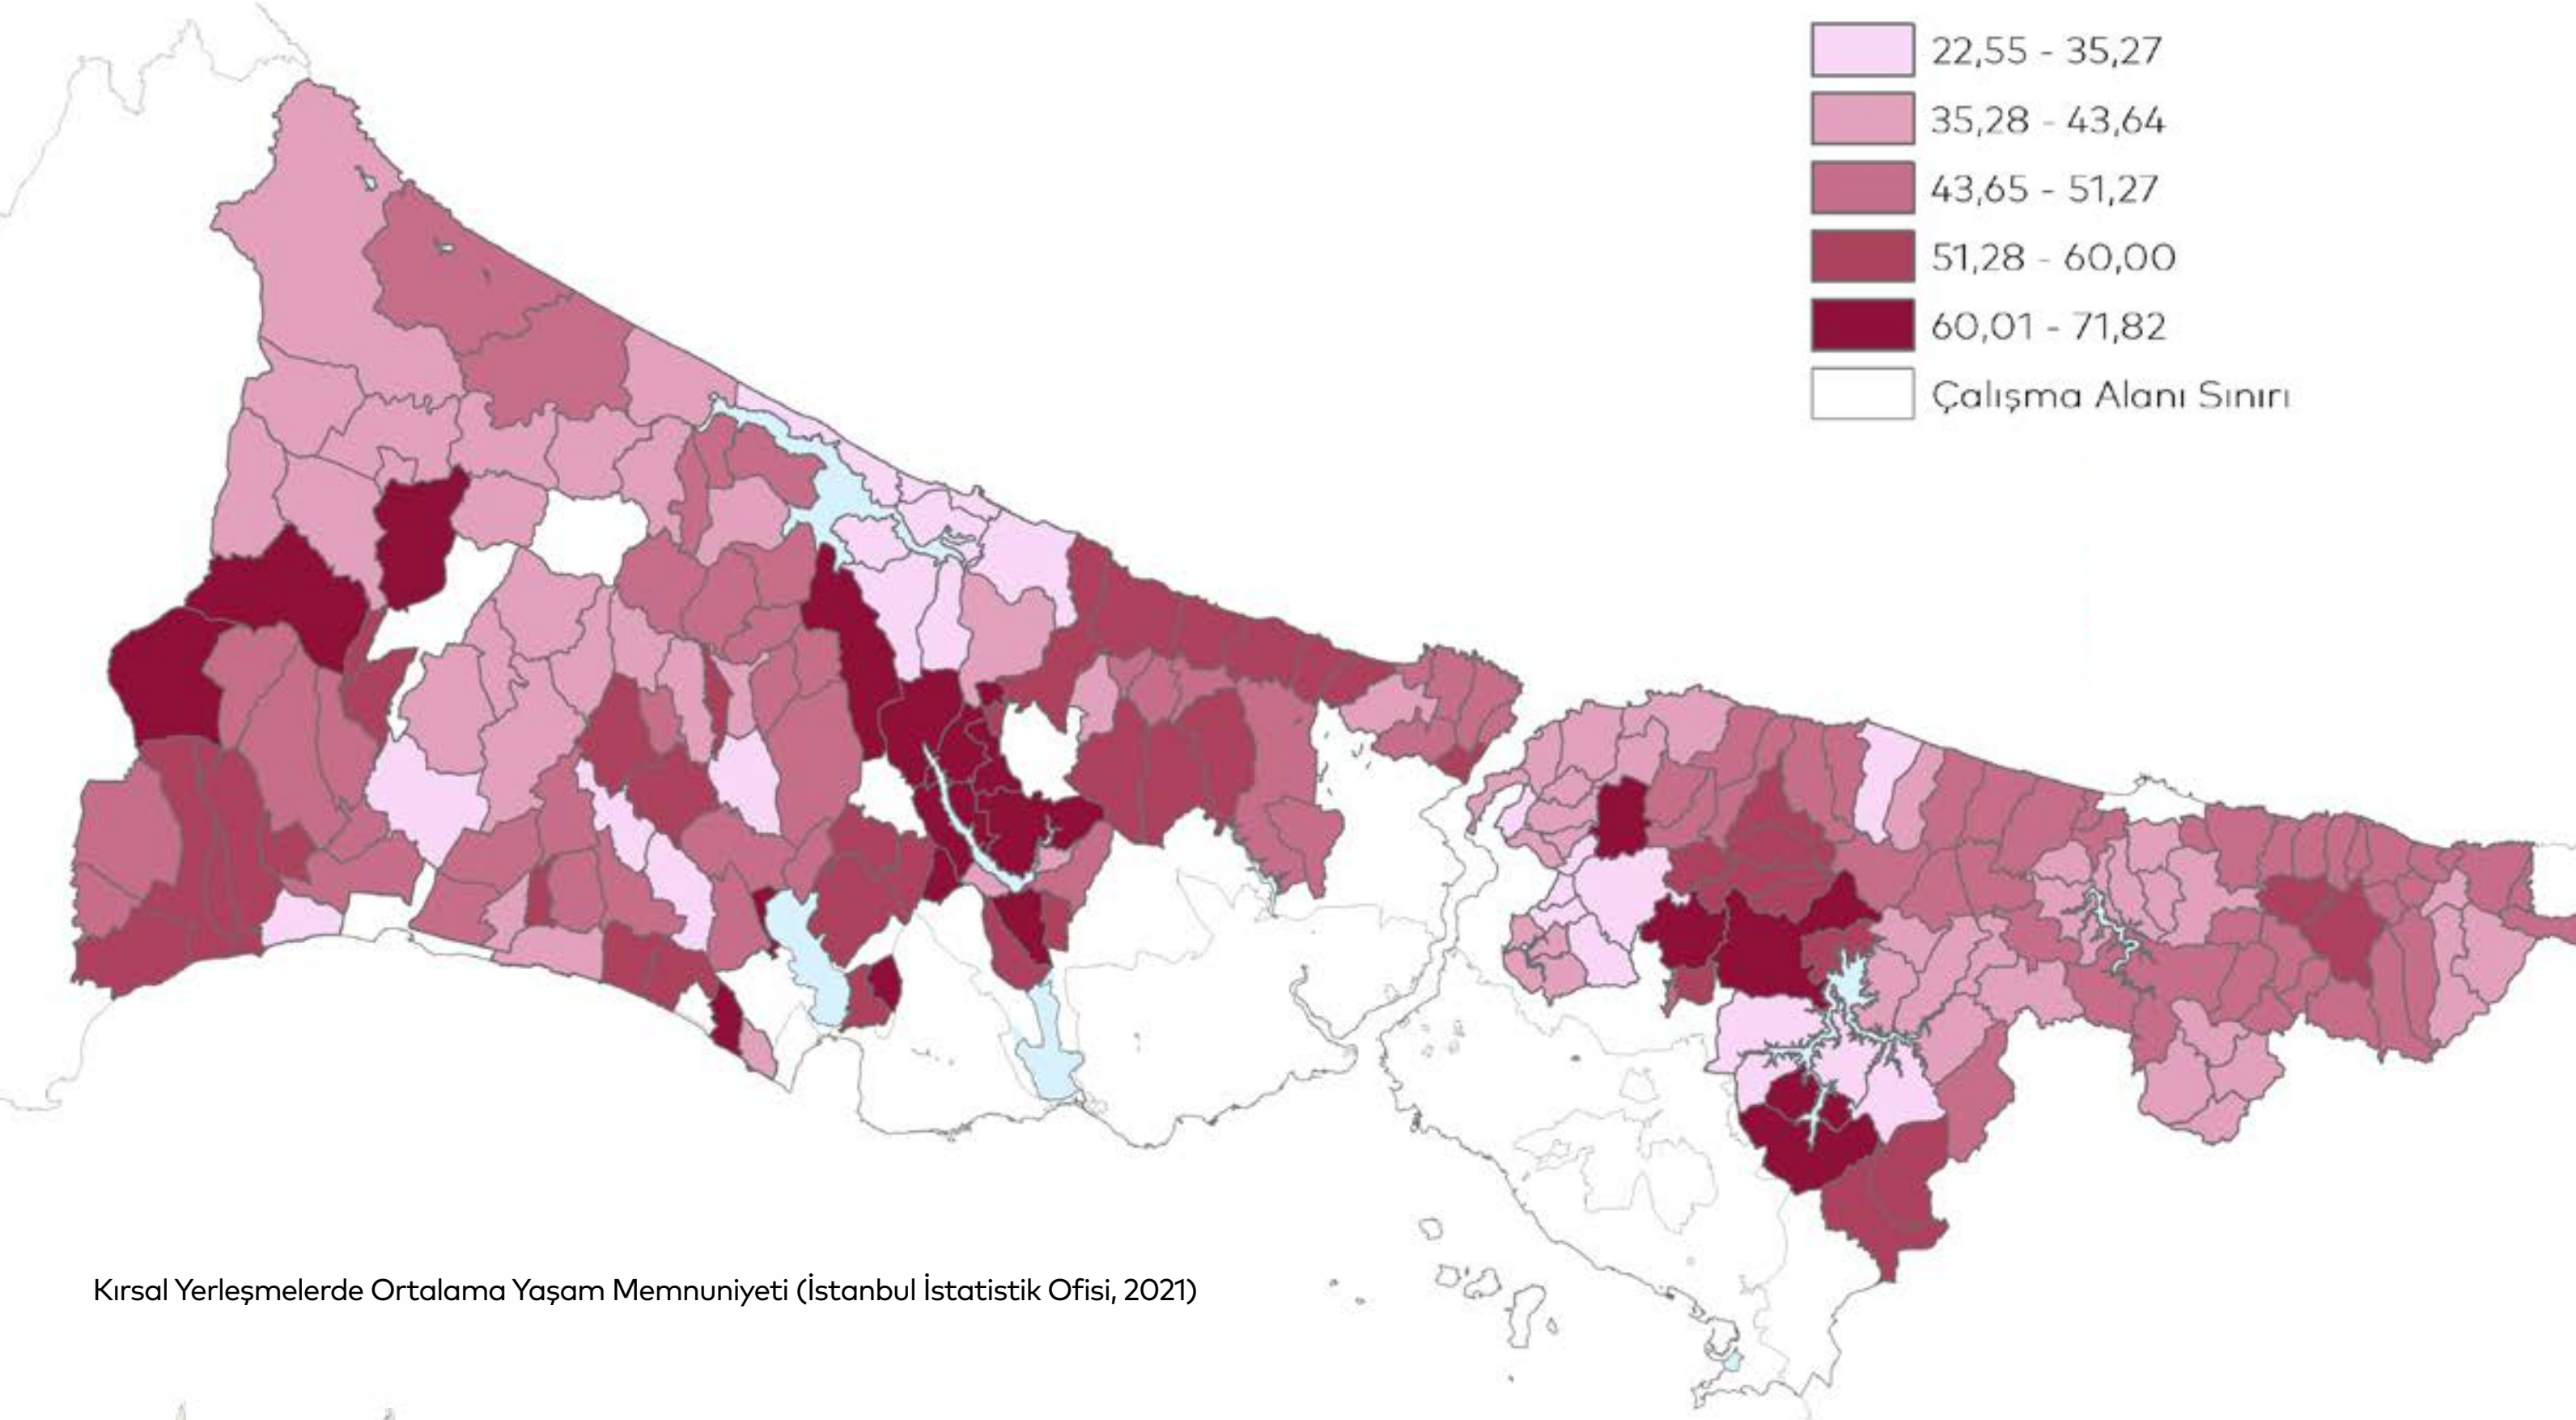 22,55 - 35,27
35,28 - 43,64
43,65 - 51,27
51,28 - 60,00
60,01 - 71,82
Çalışma Alanı Sınırı
Kırsal Yerleşmelerde Ortalama Yaşam Memnuniyeti (İstanbul İstatistik Ofisi, 2021)